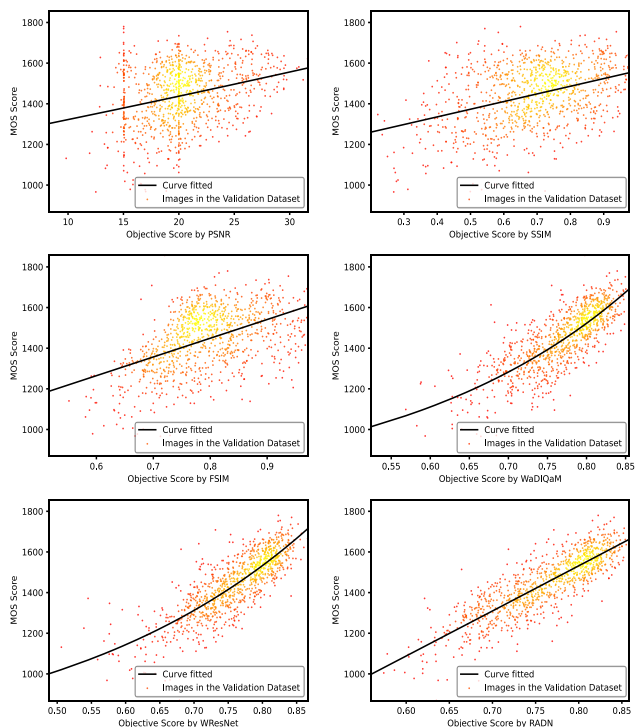 1800
1600
1400
1200
1000
MOS Score
Curve fitted
Images in the Validation Dataset
10 15 20 25 30
Objective Score by PSNR
1800
1600
1400
1200
1000
MOS Score
Curve fitted
Images in the Validation Dataset
0.3 0.4 0.5 0.6 0.7 0.8 0.9
Objective Score by SSIM
1800
1600
1400
1200
1000
MOS Score
Curve fitted
Images in the Validation Dataset
0.6 0.7 0.8 0.9
Objective Score by FSIM
1800
1600
1400
1200
1000
MOS Score
Curve fitted
Images in the Validation Dataset
0.55 0.60 0.65 0.70 0.75 0.80 0.85
Objective Score by WaDIQaM
1800
1600
1400
1200
1000
MOS Score
Curve fitted
Images in the Validation Dataset
0.50 0.55 0.60 0.65 0.70 0.75 0.80 0.85
Objective Score by WResNet
1800
1600
1400
1200
1000
MOS Score
Curve fitted
Images in the Validation Dataset
0.60 0.65 0.70 0.75 0.80 0.85
Objective Score by RADN